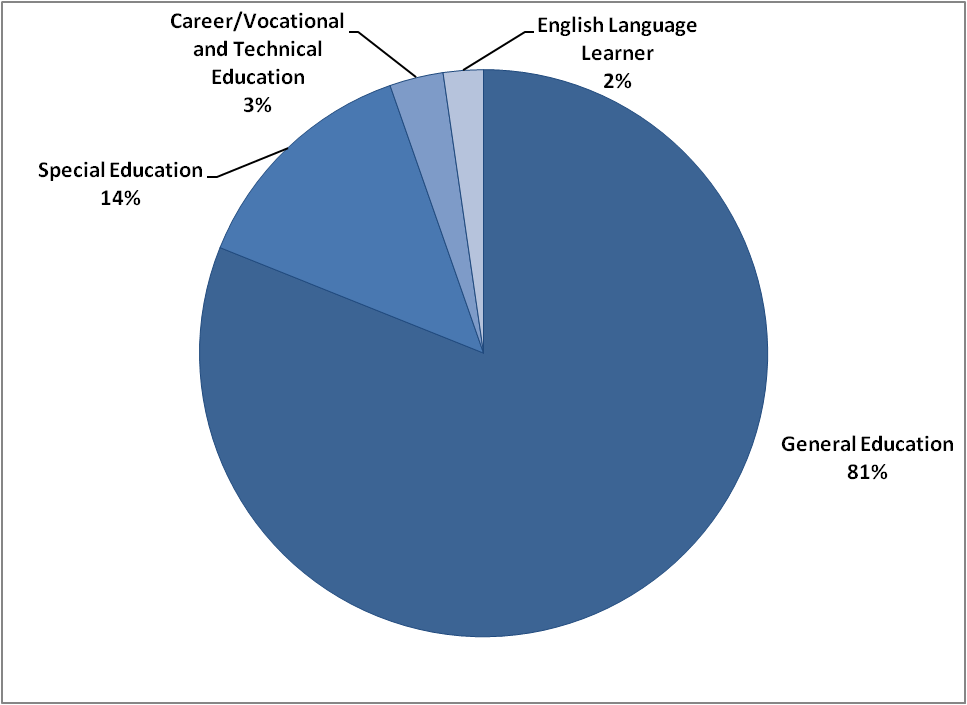 Career/Vocational
and Technical
Education
3%
English Language
Learner
2%
Special Education
14%
General Education
81%